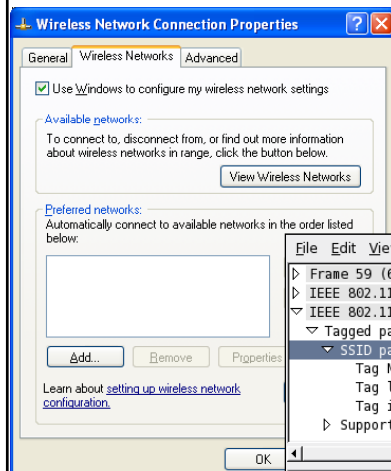 Wireless Network Connection Properties
General Wireless Networks Advanced
Use Windows to configure my wireless network settings
Available networks:
To connect to, disconnect from, or find out more information
about wireless networks in range, click the button below.
View Wireless Networks
Preferred networks:
Automatically connect to available networks in the order listed
below:
File Edit Vie
Frame 59 (6
IEEE 802.11
IEEE 802.11
Tagged pa
SSID pa
Tag N
Tag l
Tag i
Support
Add... Remove Properties
Learn about setting up wireless network
configuration.
OK